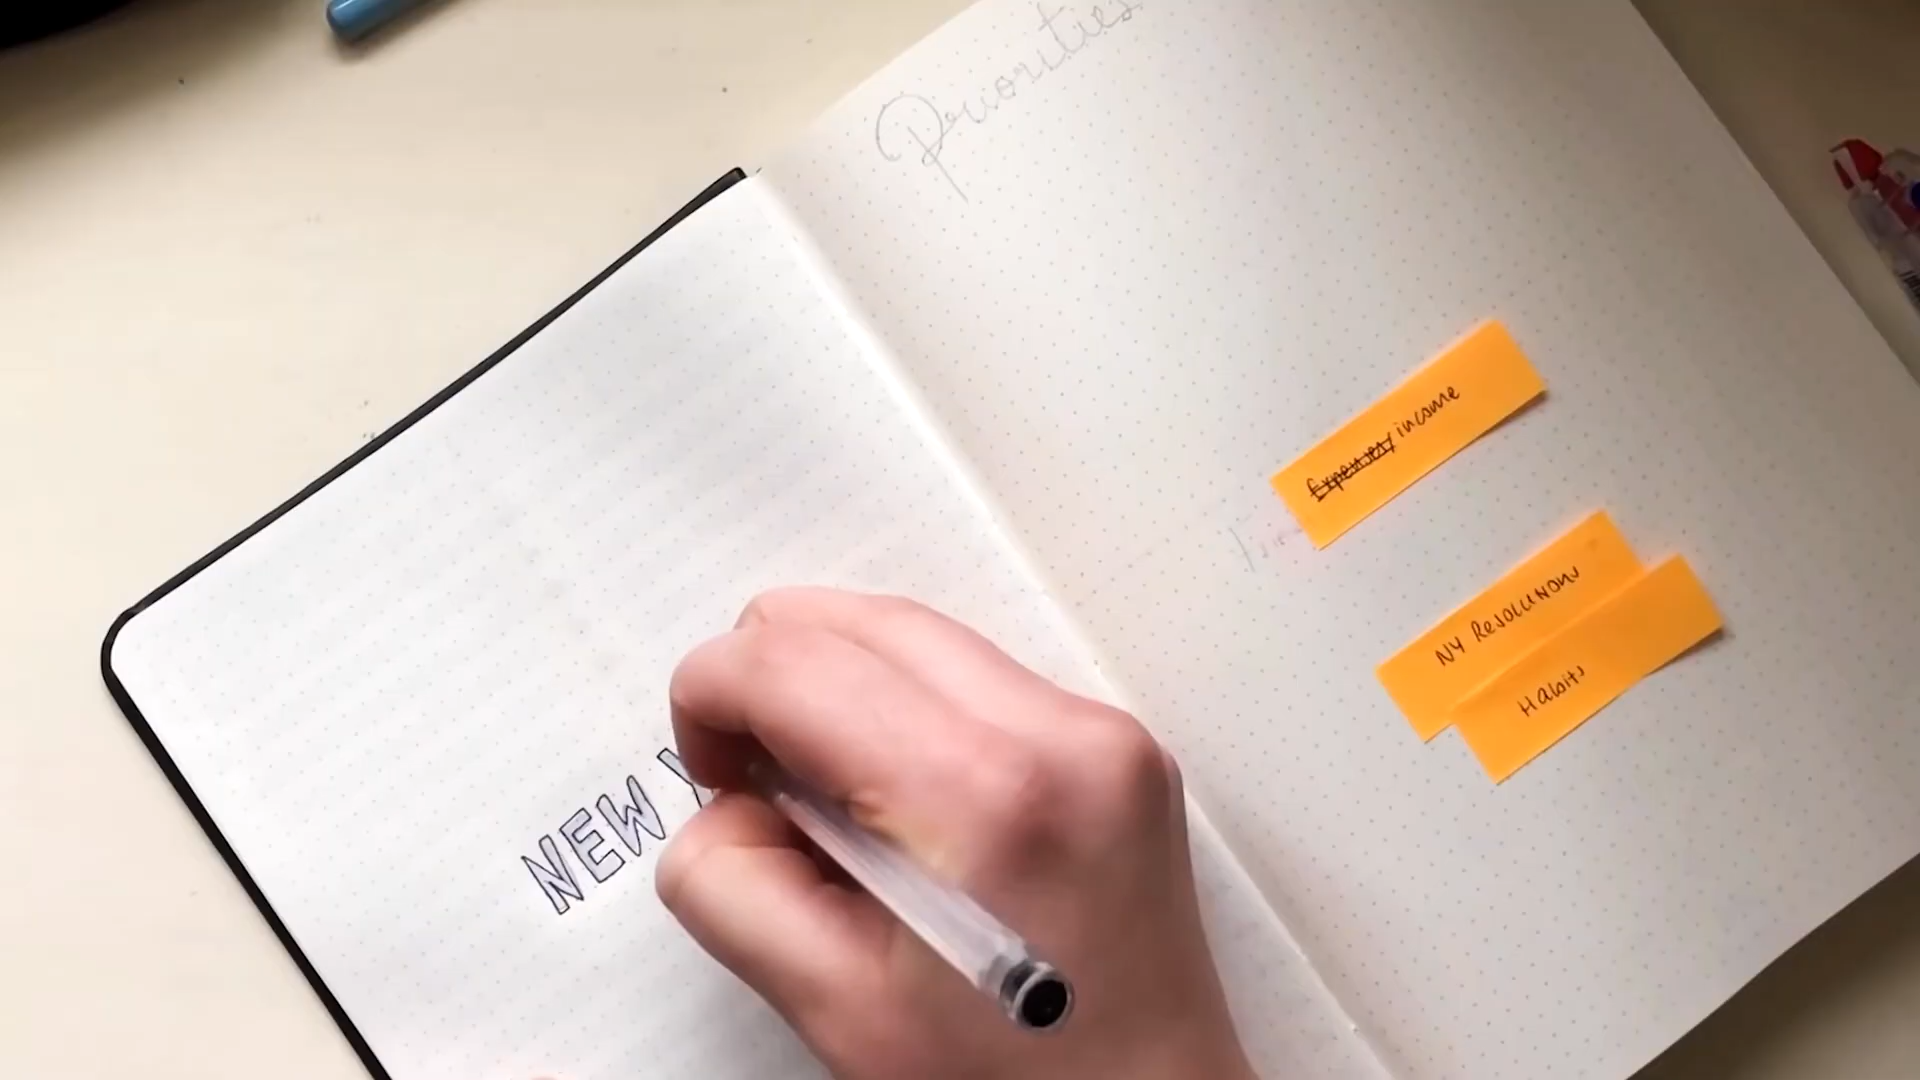 Priorities
Expenses/ income
NY Resolutions
Habits
NEW Y